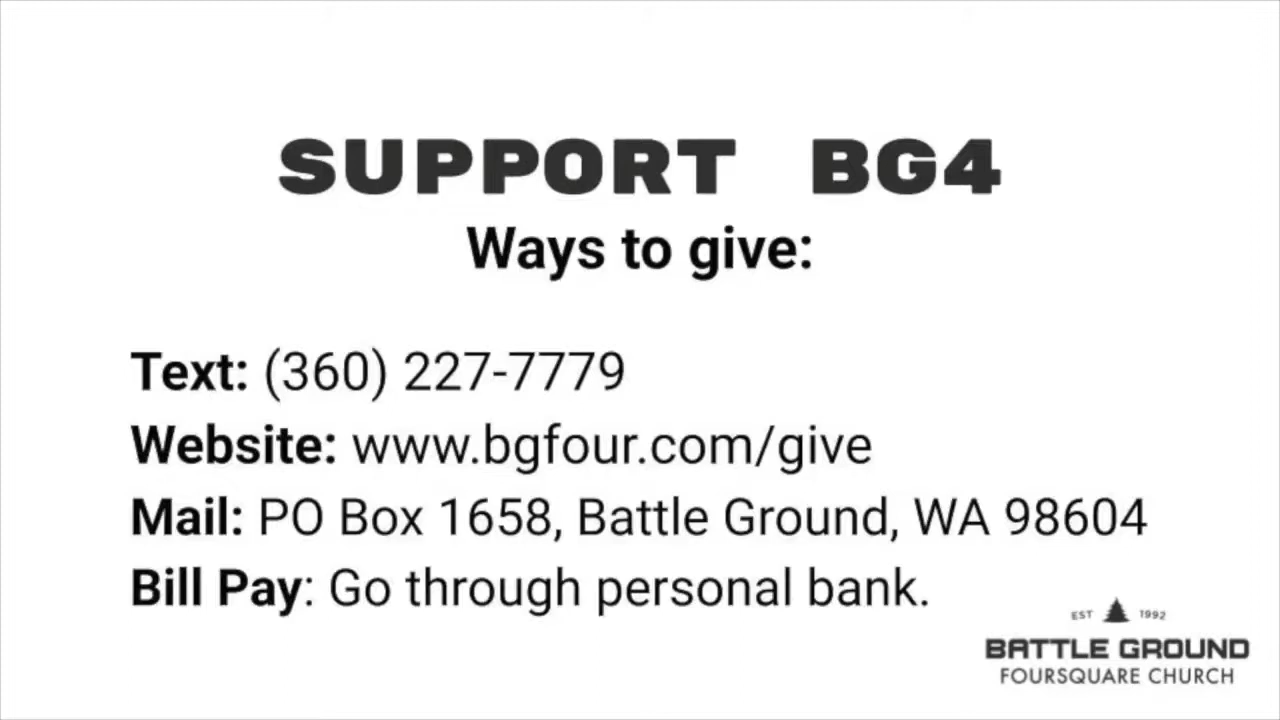 SUPPORT BG4
Ways to give:
Text: (360) 227-7779
Website: www.bgfour.com/give
Mail: PO Box 1658, Battle Ground, WA 98604
Bill Pay: Go through personal bank.
EST 1992
BATTLE GROUND
FOURSQUARE CHURCH